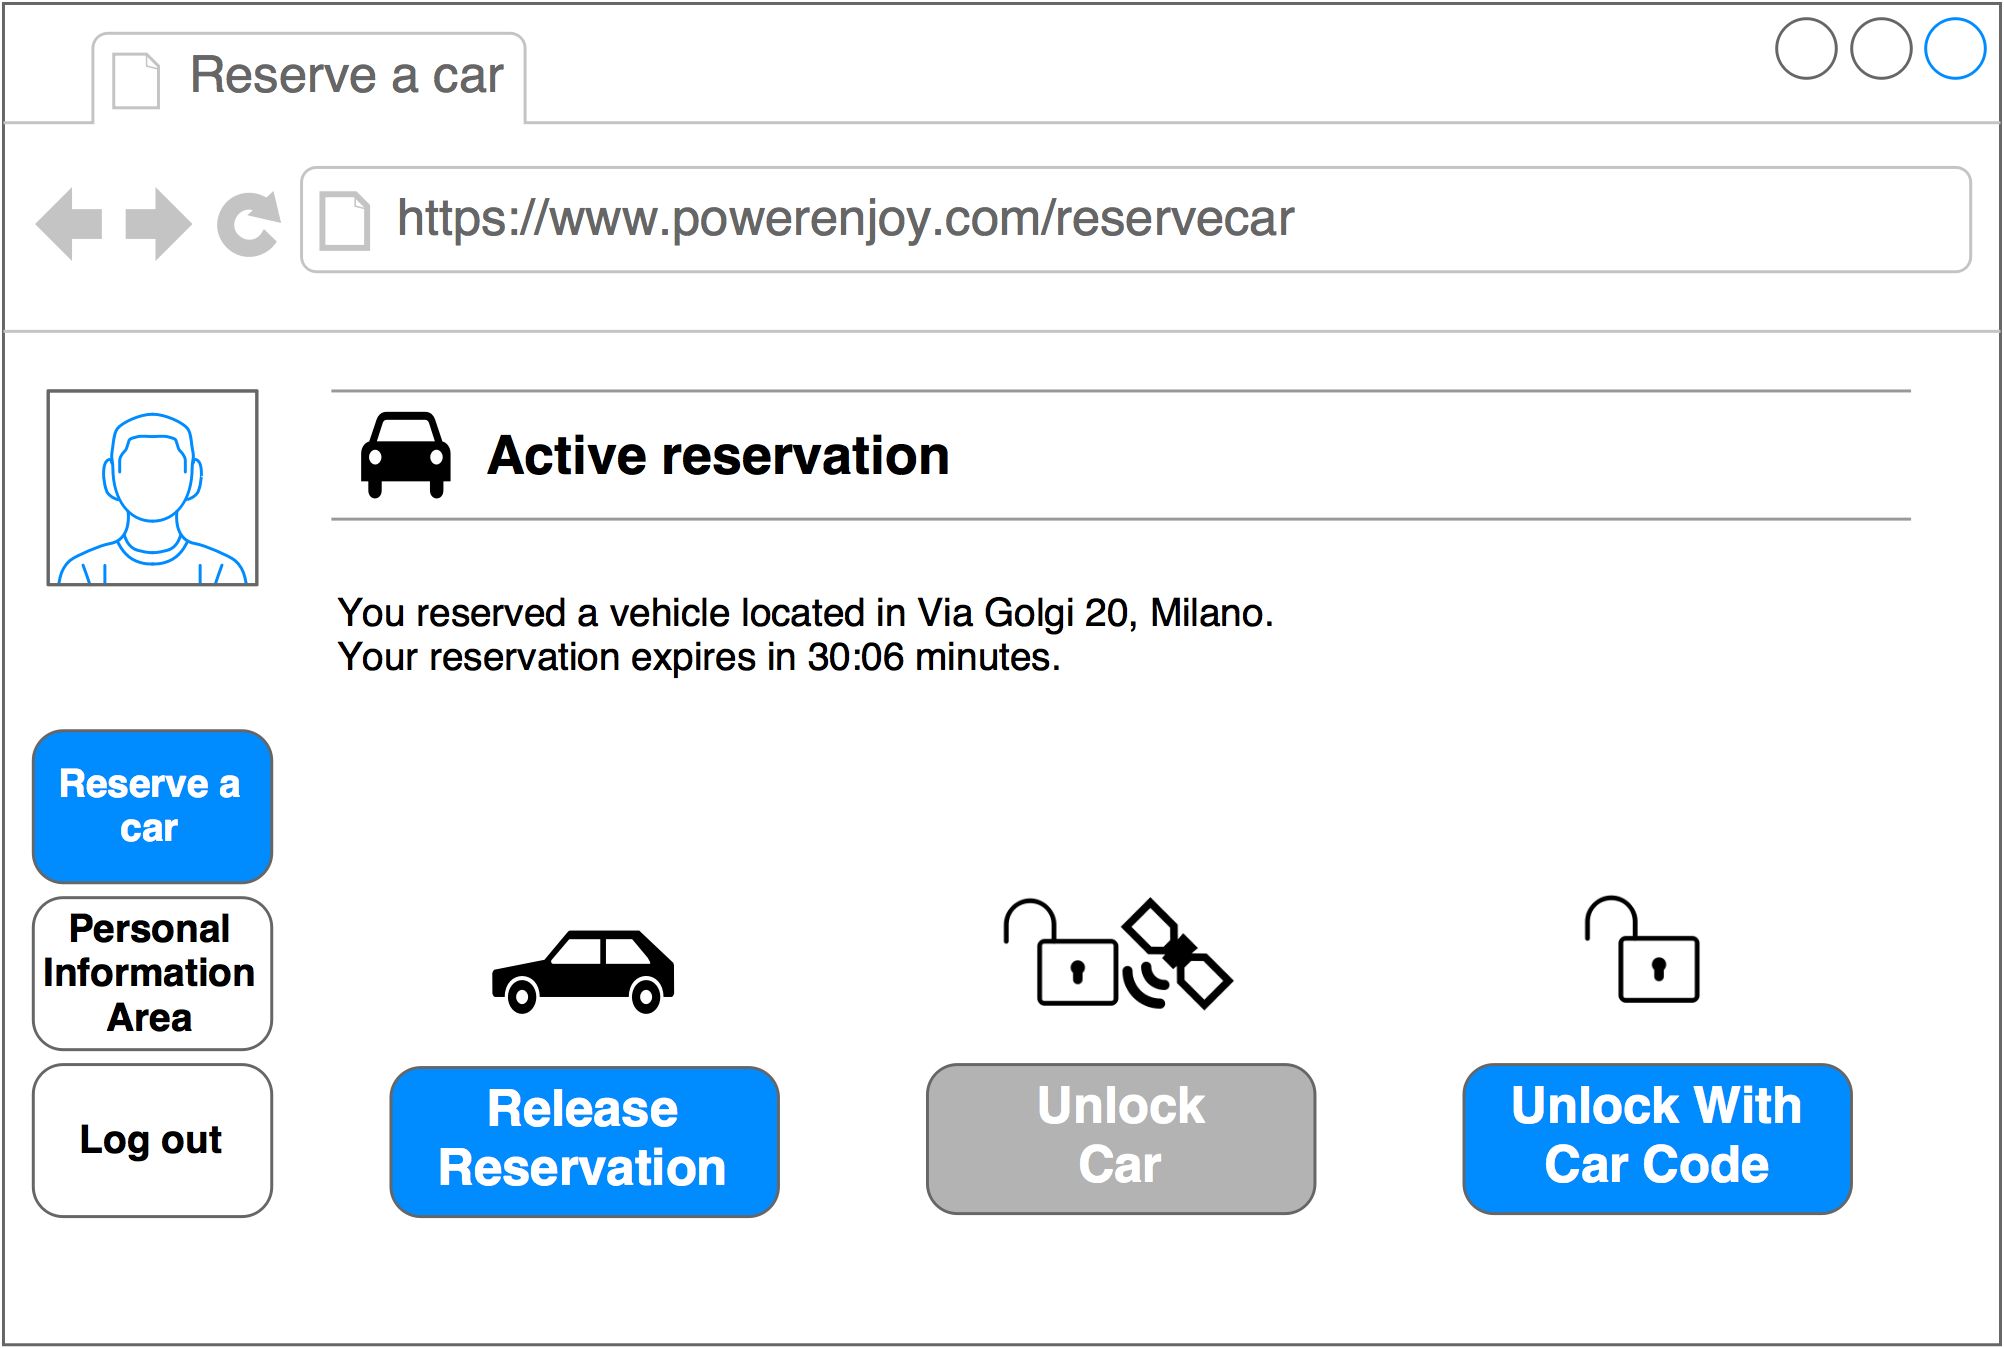 Reserve a car
https://www.powerenjoy.com/reservecar
Active reservation
You reserved a vehicle located in Via Golgi 20, Milano.
Your reservation expires in 30:06 minutes.
Reserve a
car
Personal
Information
Area
Log out
Release
Reservation
Unlock
Car
Unlock With
Car Code